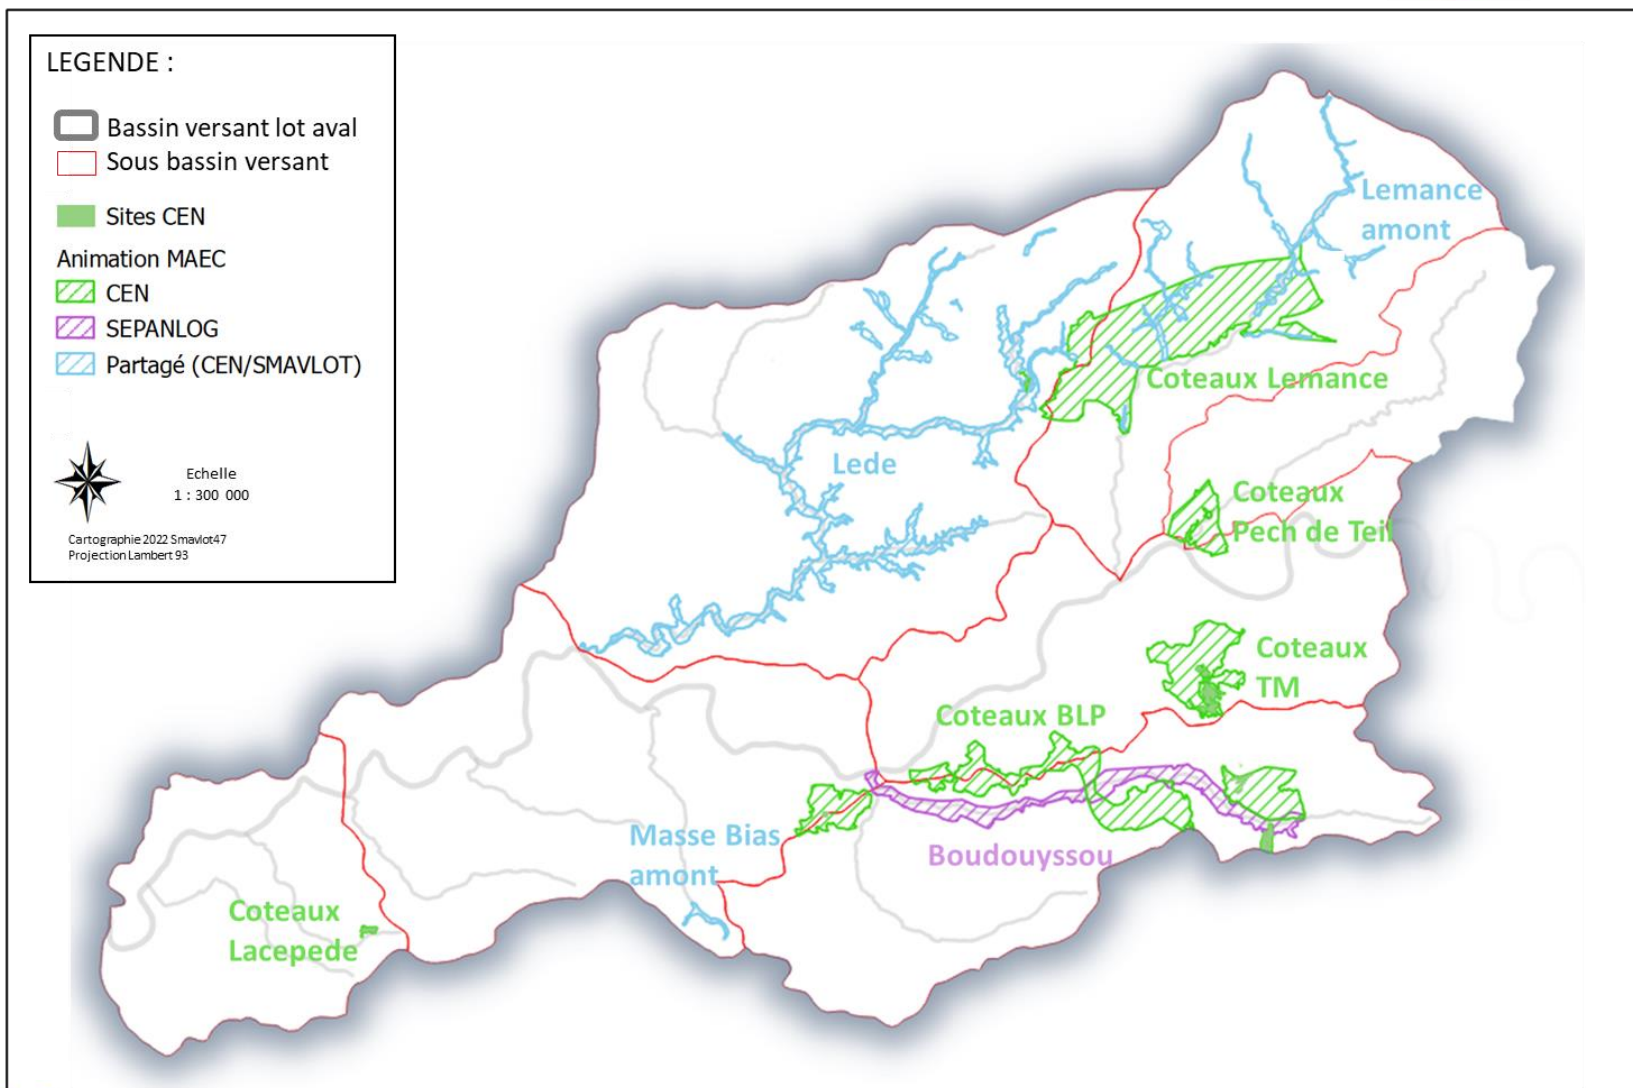 LEGENDE :
Bassin versant lot aval
Sous bassin versant
Sites CEN
Animation MAEC
CEN
SEPANLOG
Partagé (CEN/SMAVLOT)
Echelle
1 : 300 000
Cartographie 2022 Smavlot47
Projection Lambert 93
Lemance
amont
Coteaux Lemance
Lede
Coteaux
Pech de Teil
Coteaux
TM
Coteaux BLP
Masse Bias
amont
Boudouyssou
Coteaux
Lacepede